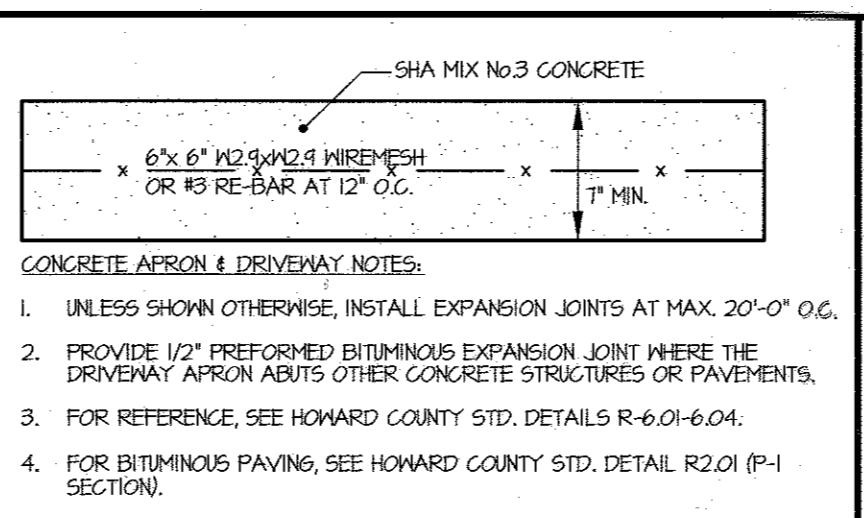 SHA MIX No.3 CONCRETE
6"x 6" W2.9xW2.9 WIREMESH
OR #3 RE-BAR AT 12" O.C.
7" MIN.
CONCRETE APRON & DRIVEWAY NOTES:
1. UNLESS SHOWN OTHERWISE, INSTALL EXPANSION JOINTS AT MAX. 20'-0" O.C.
2. PROVIDE 1/2" PREFORMED BITUMINOUS EXPANSION JOINT WHERE THE
DRIVEWAY APRON ABUTS OTHER CONCRETE STRUCTURES OR PAVEMENTS.
3. FOR REFERENCE, SEE HOWARD COUNTY STD. DETAILS R-6.01-6.04.
4. FOR BITUMINOUS PAVING, SEE HOWARD COUNTY STD. DETAIL R2.01 (P-1
SECTION).